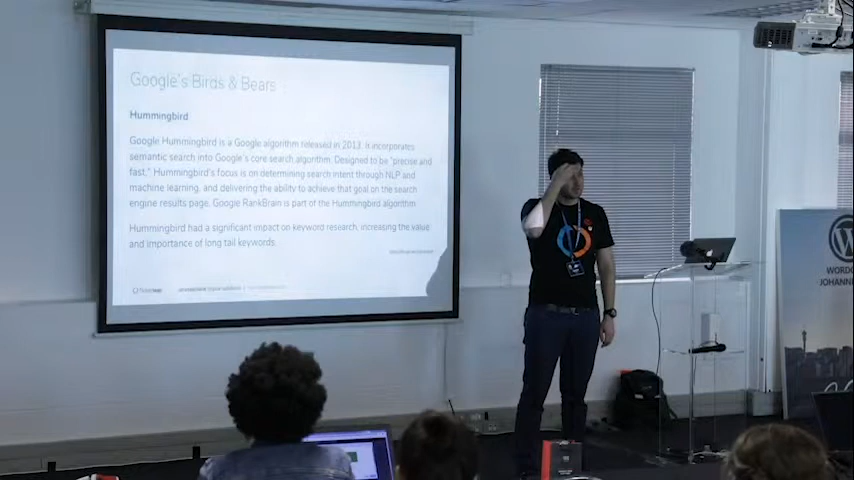 Google's Birds & Bears
Hummingbird
Google Hummingbird is a Google algorithm released in 2013. It incorporates
semantic search into Google's core search algorithm. Designed to be "precise and
fast," Hummingbird's focus is on determining search intent through NLP and
machine learning, and delivering the ability to achieve that goal on the search
engine results page. Google RankBrain is part of the Hummingbird algorithm
Hummingbird had a significant impact on keyword research, increasing the value
and importance of long tail keywords.
WORDC
JOHANNE